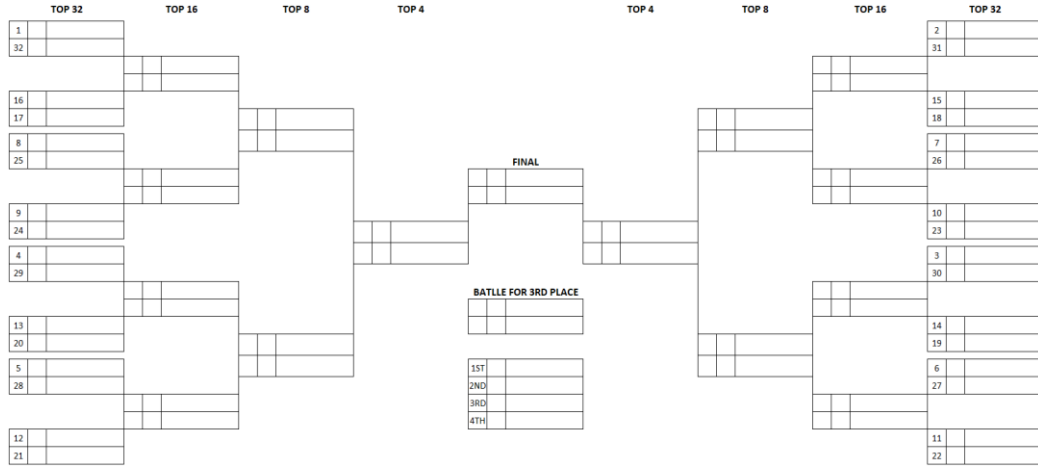 TOP 32 TOP 16 TOP 8 TOP 4 TOP 4 TOP 8 TOP 16 TOP 32
1 2
32 31
16 15
17 18
8 7
25 26
FINAL
9 10
24 23
4 3
29 30
BATLLE FOR 3RD PLACE
13 14
20 19
5 1ST 6
28 2ND 27
3RD
4TH
12 11
21 22